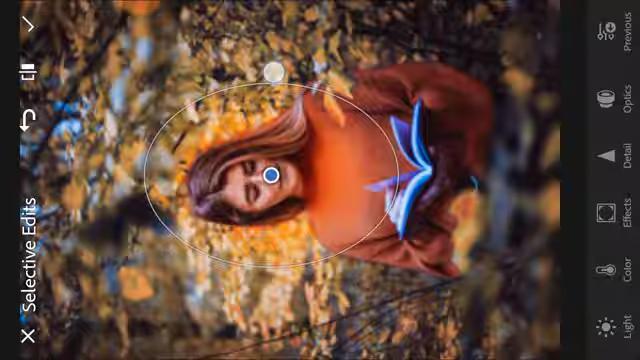 Selective Edits
Light
Color
Effects
Detail
Optics
Previous